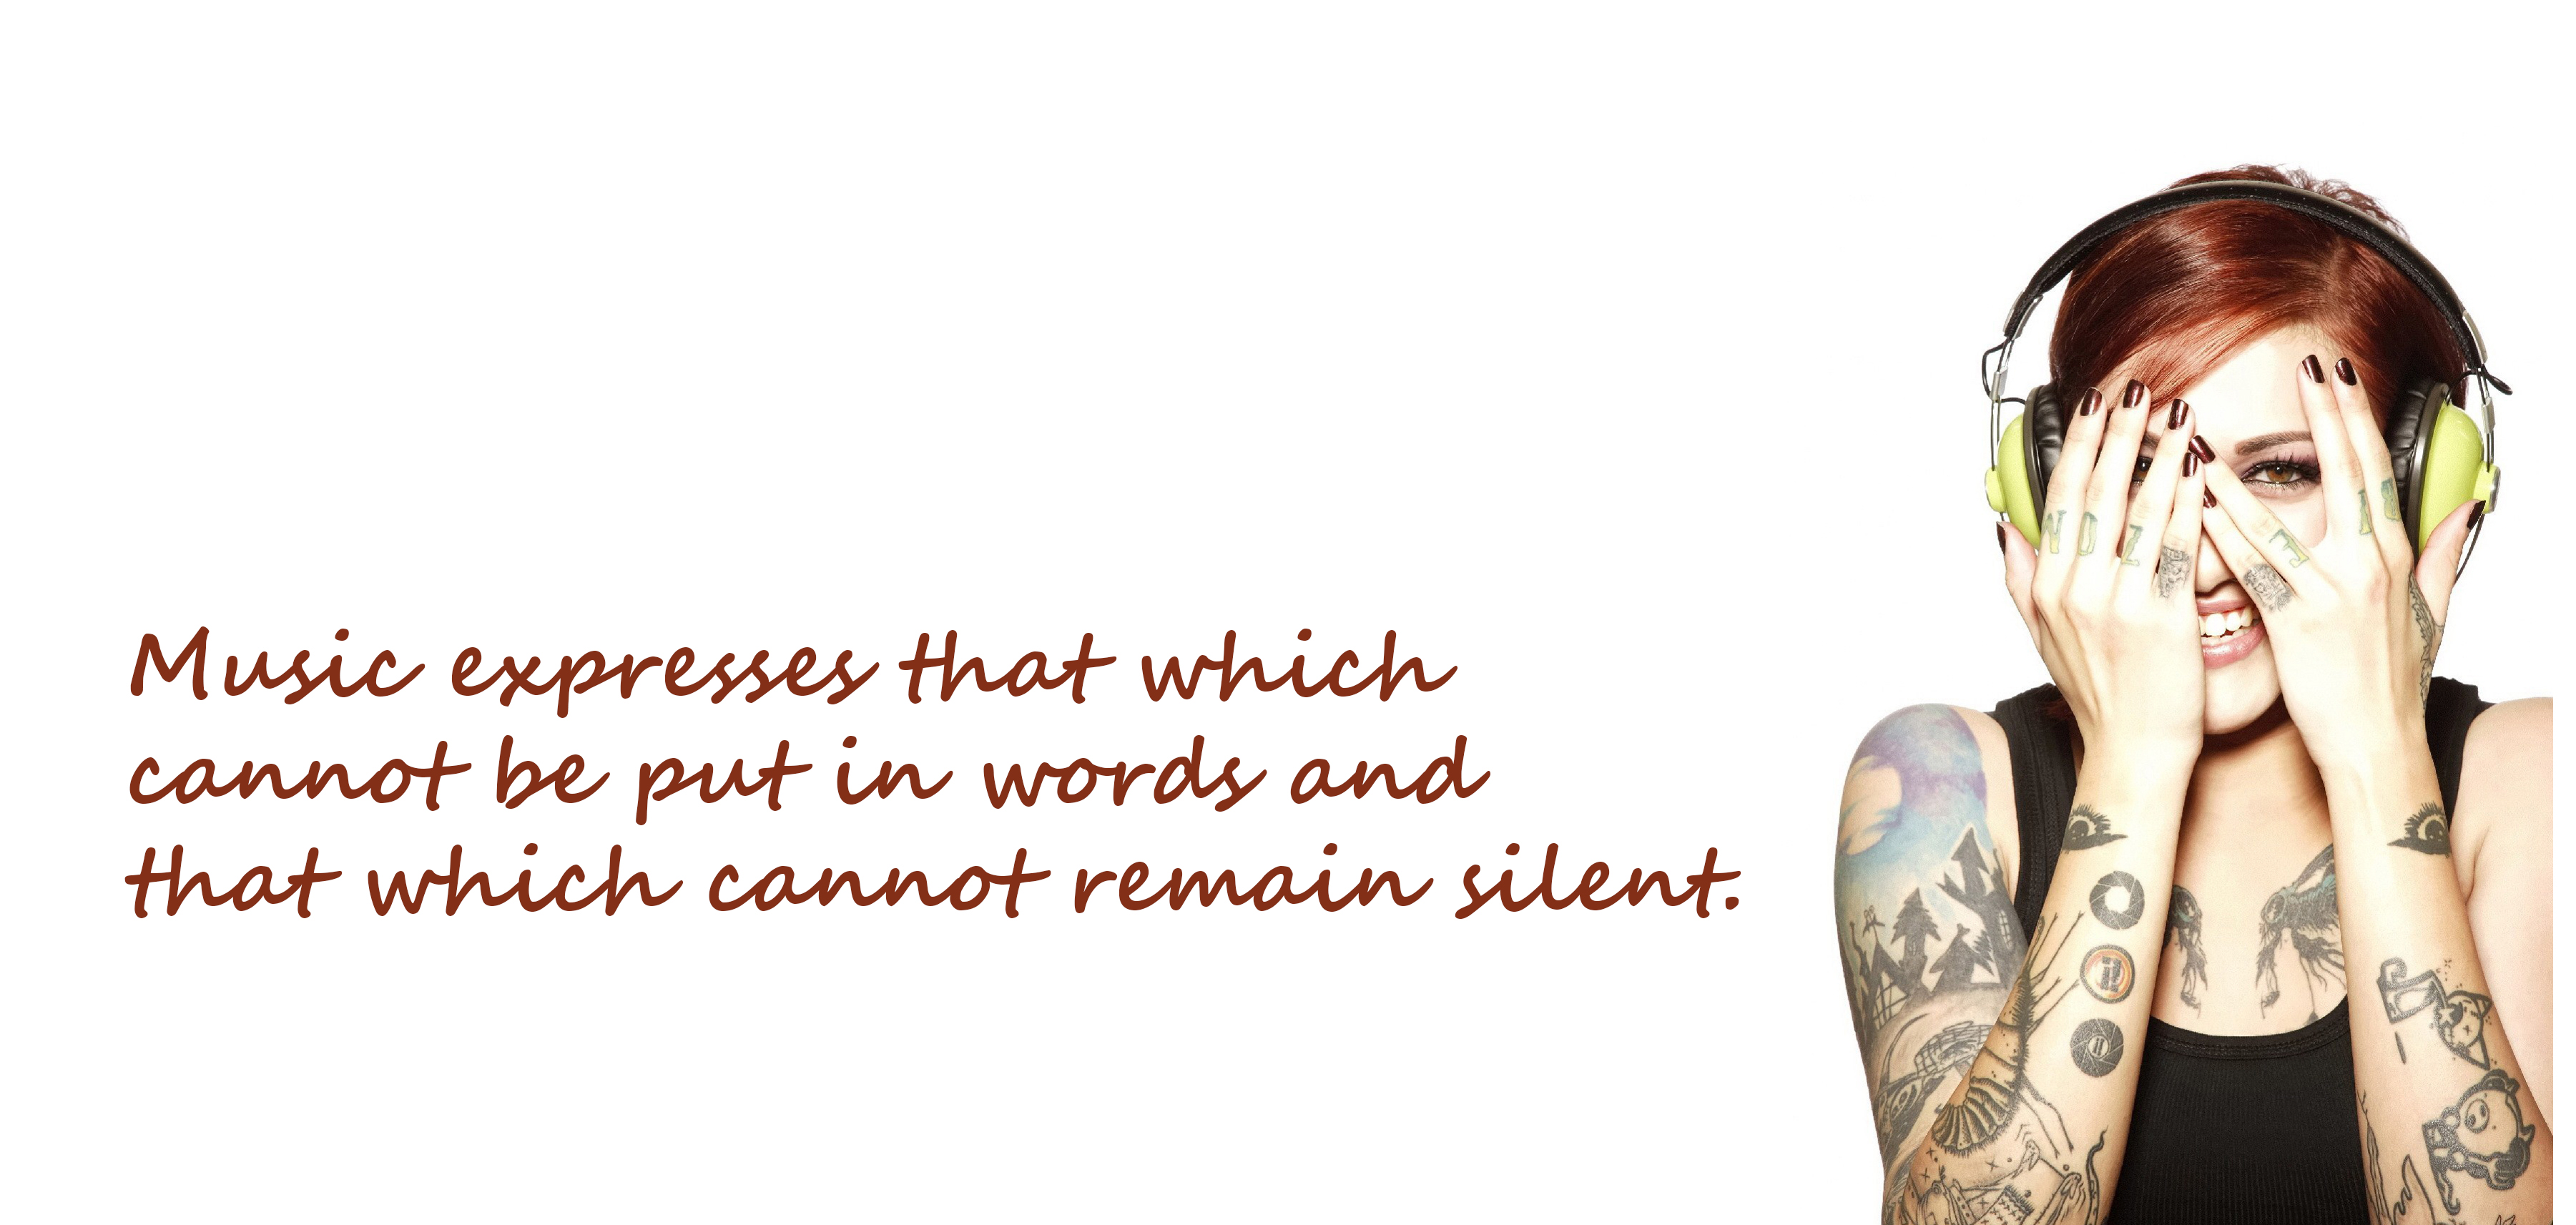 Music expresses that which
cannot be put in words and
that which cannot remain silent.